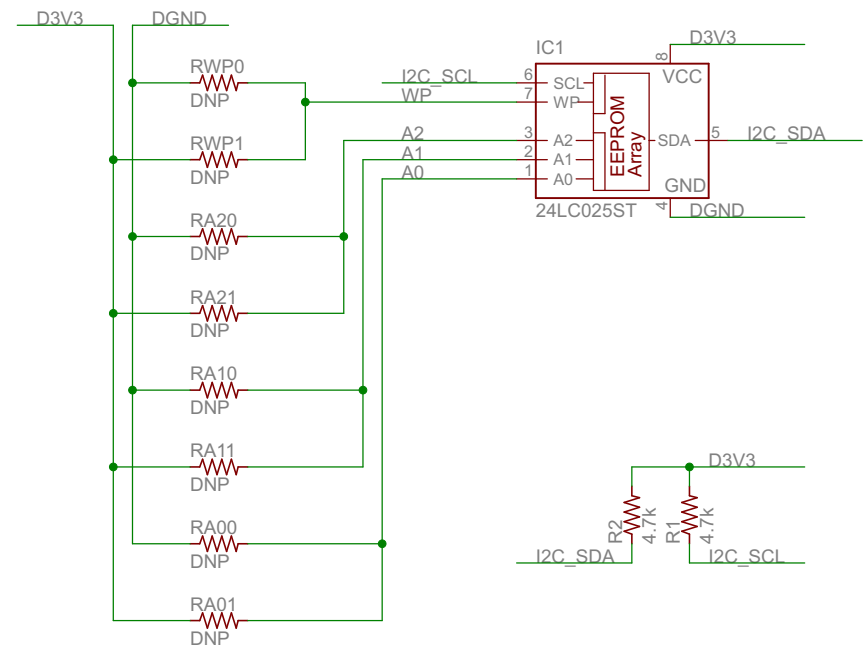 D3V3
DGND
RWP0
DNP
RWP1
DNP
RA20
DNP
RA21
DNP
RA10
DNP
RA11
DNP
RA00
DNP
RA01
DNP
I2C_SCL
WP
A2
A1
A0
IC1
6
7
3
2
1
SCL
WP
A2
A1
A0
EEPROM
Array
D3V3
8
VCC
SDA
5
I2C_SDA
GND
4
DGND
24LC025ST
D3V3
R2
4.7k
R1
4.7k
I2C_SDA
I2C_SCL